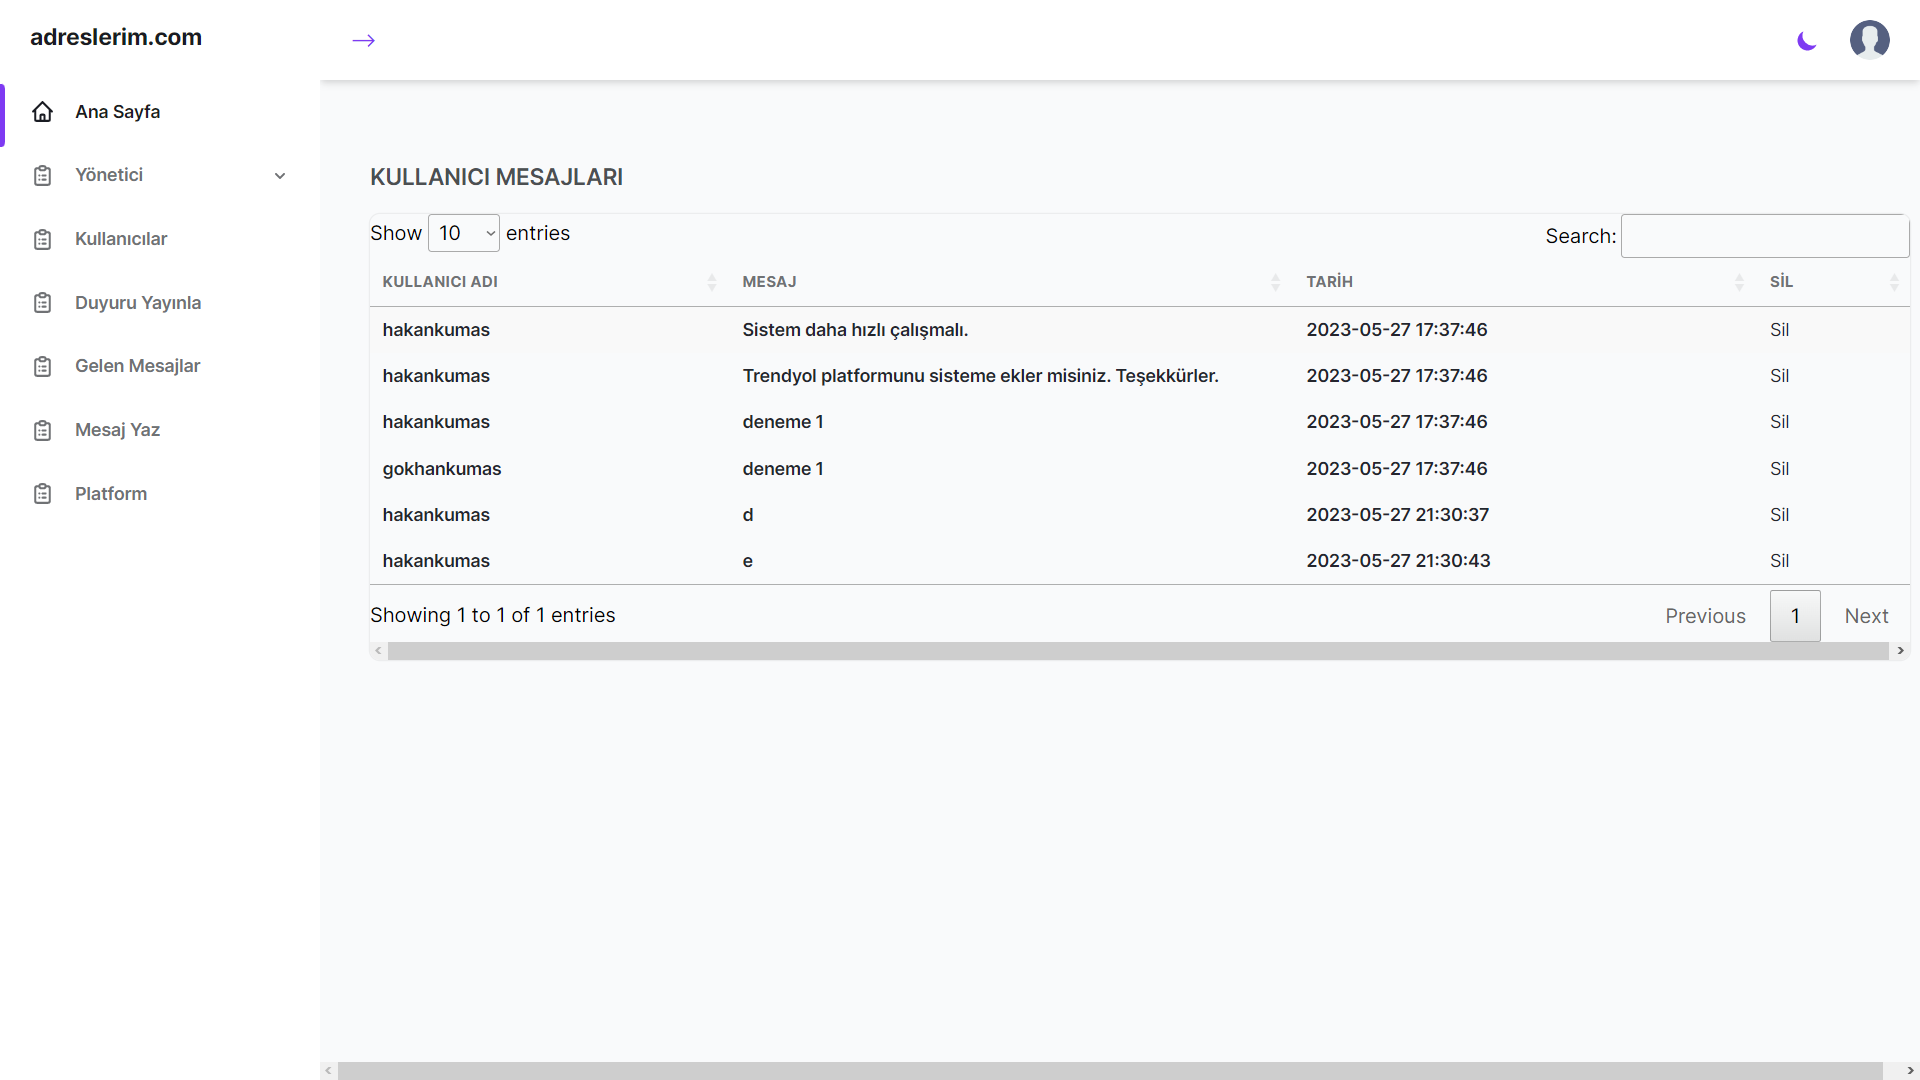 adreslerim.com
Ana Sayfa
Yönetici
Kullanıcılar
Duyuru Yayınla
Gelen Mesajlar
Mesaj Yaz
Platform
KULLANICI MESAJLARI
Show 10 entries
Search:
KULLANICI ADI MESAJ TARİH SİL
hakankumas Sistem daha hızlı çalışmalı. 2023-05-27 17:37:46 Sil
hakankumas Trendyol platformunu sisteme ekler misiniz. Teşekkürler. 2023-05-27 17:37:46 Sil
hakankumas deneme 1 2023-05-27 17:37:46 Sil
gokhankumas deneme 1 2023-05-27 17:37:46 Sil
hakankumas d 2023-05-27 21:30:37 Sil
hakankumas e 2023-05-27 21:30:43 Sil
Showing 1 to 1 of 1 entries
Previous 1 Next